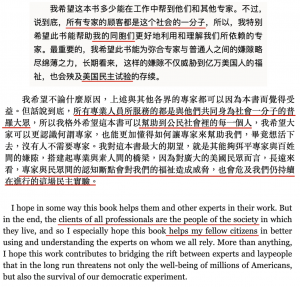 我希望这本书多少能在工作中帮到他们和其他专家。不过，
说到底，所有专家的顾客都是这个社会的一分子，所以，我特别
希望此书能帮助我的同胞们更好地利用和理解我们所依赖的专
家。最重要的，我希望此能为弥合专家与普通人之间的嫌隙略
尽绵薄之力，长期看来，这样的嫌隙不仅威胁到亿万美国人的福
祉，也会殃及美国民主试验的存续。
我希望不論什麼原因，上述與其他各界的專家都可以因為本書而覺得受
益。但話說到底，所有專業人員所服務的都是與他們共同身為社會一分子的普
羅大眾，所以我格外希望這本書可以幫助到公民社會裡的每一個人，我希望大
家可以更認識何謂專家，也能更加懂得如何讓專家來幫助我們，畢竟想活下
去，沒有人不需要專家。我對這本書最大的期望，就是其能夠弭平專家與百姓
間的嫌隙，搭建起專業與素人間的橋梁，因為對廣大的美國民眾而言，長遠來
看，專家與民眾間的認知斷點會對我們的福祉造成威脅，也會危及我們仍持續
在進行的這場民主實驗。
I hope in some way this book helps them and other experts in their work. But
in the end, the clients of all professionals are the people of the society in which
they live, and so I especially hope this book helps my fellow citizens in better
using and understanding the experts on whom we all rely. More than anything,
I hope this work contributes to bridging the rift between experts and laypeople
that in the long run threatens not only the well-being of millions of Americans,
but also the survival of our democratic experiment.